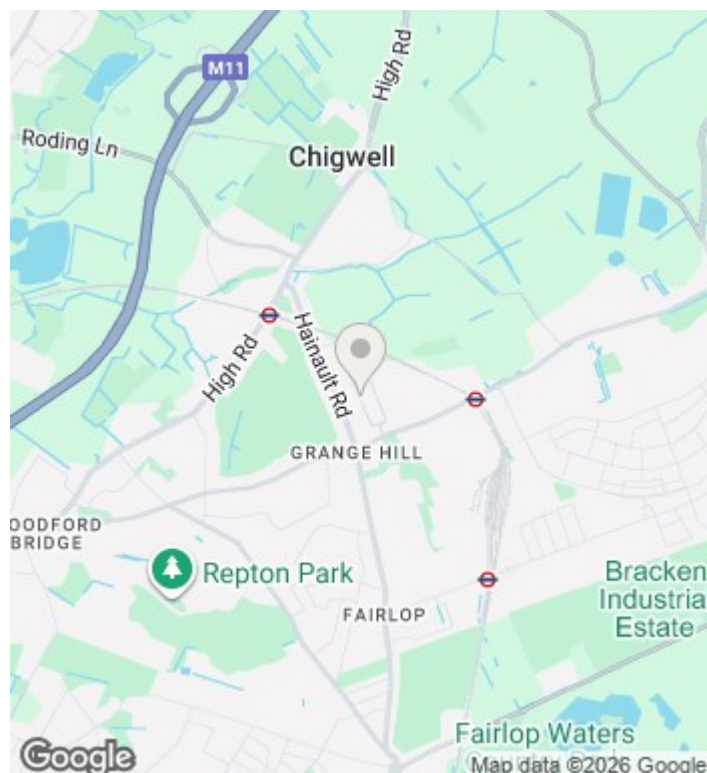 M11
High Rd
Roding Ln
Chigwell
High Rd
Hainault Rd
GRANGE HILL
OODFORD
BRIDGE
Repton Park
Bracken
Industria
Estate
FAIRLOP
Fairlop Waters
Google
Map data ©2026 Google